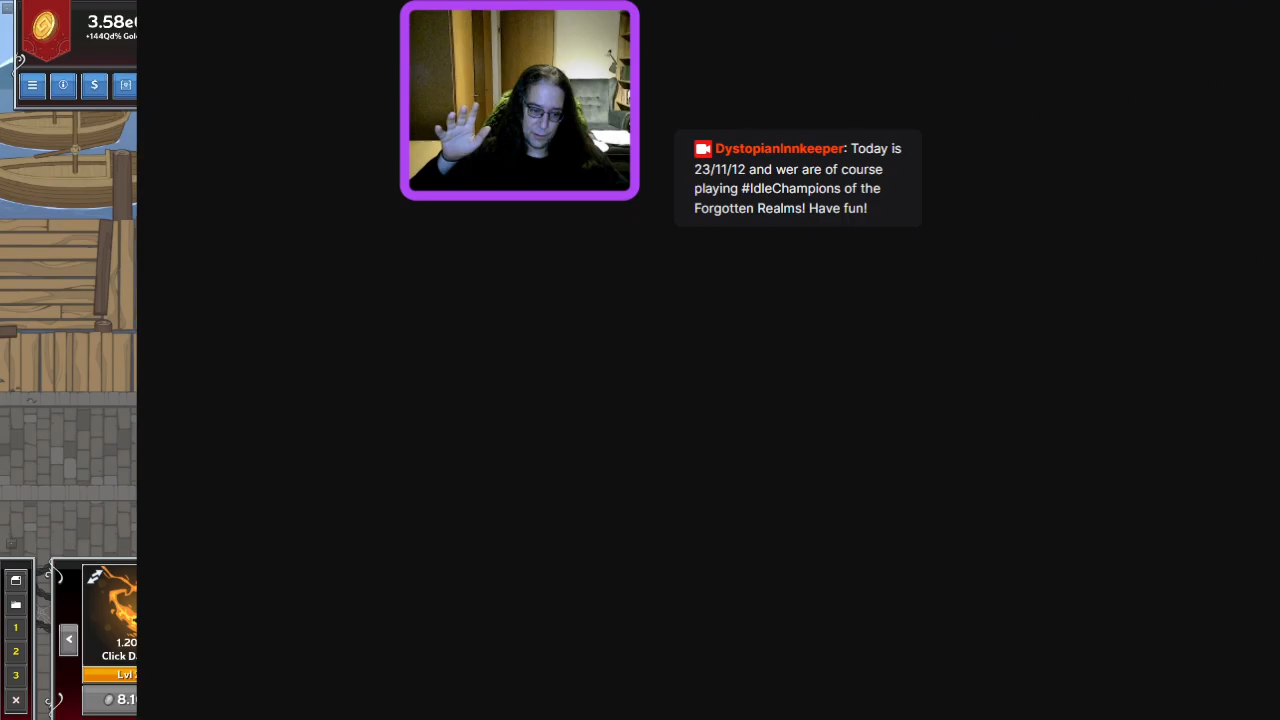 3.58e
+144Qd% Gol
DystopianInnkeeper: Today is
23/11/12 and wer are of course
playing #IdleChampions of the
Forgotten Realms! Have fun!
1
2
3
1.20
Click D
Lvl
8.1